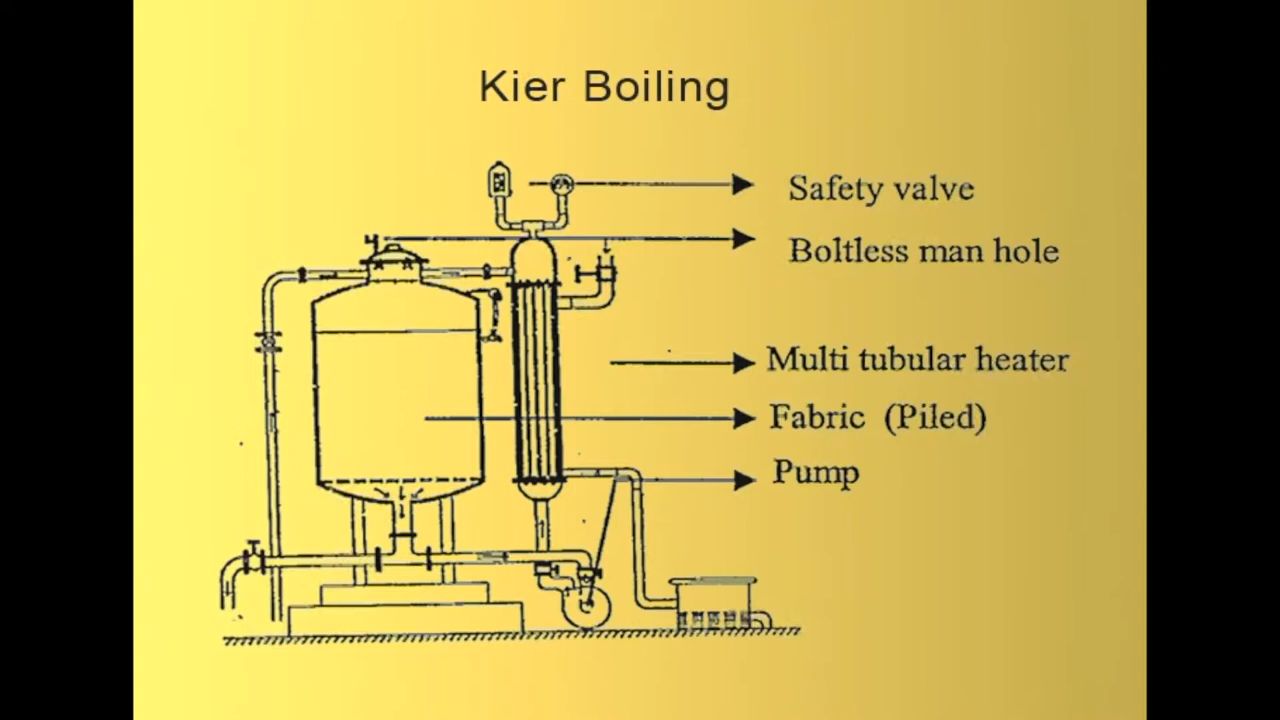 Kier Boiling
Safety valve
Boltless man hole
Multi tubular heater
Fabric (Piled)
Pump